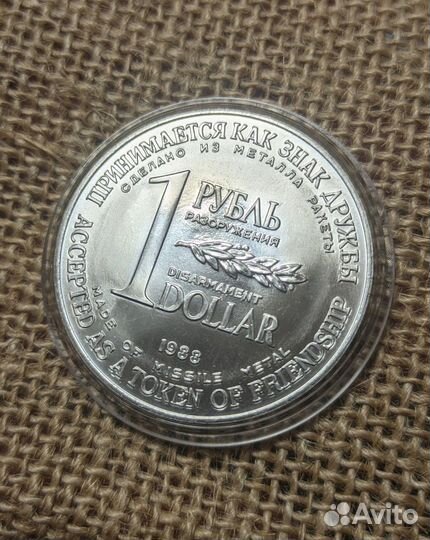 ПРИНИМАЕТСЯ КАК ЗНАК ДРУЖБЫ
СДЕЛАНО ИЗ МЕТАЛЛА РАКЕТЫ
1
РУБЛЬ
РАЗОРУЖЕНИЯ
DISARMAMENT
DOLLAR
1988
MADE OF MISSILE METAL
ACCEPTED AS A TOKEN OF FRIENDSHIP
Avito